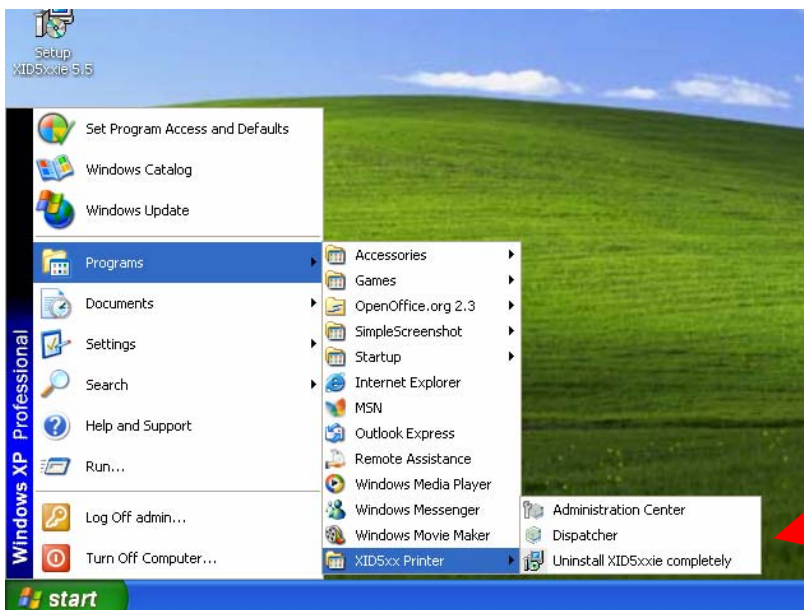 Setup
XID5xxie 5.5
Set Program Access and Defaults
Windows Catalog
Windows Update
Programs
Documents
Settings
Search
Help and Support
Run...
Log Off admin...
Turn Off Computer...
Windows XP Professional
Accessories
Games
OpenOffice.org 2.3
SimpleScreenshot
Startup
Internet Explorer
MSN
Outlook Express
Remote Assistance
Windows Media Player
Windows Messenger
Windows Movie Maker
XID5xx Printer
Administration Center
Dispatcher
Uninstall XID5xxie completely
start